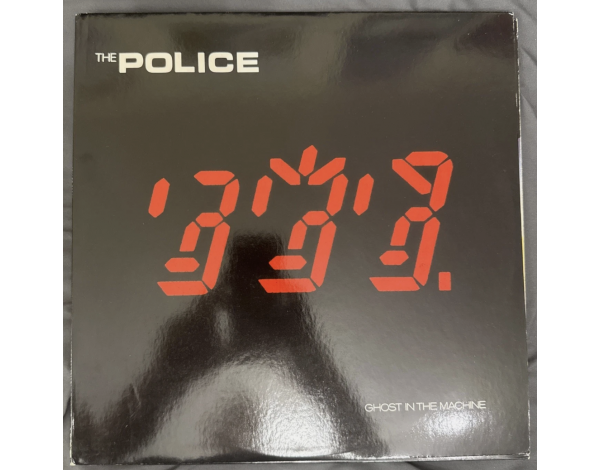 THE POLICE
GHOST IN THE MACHINE